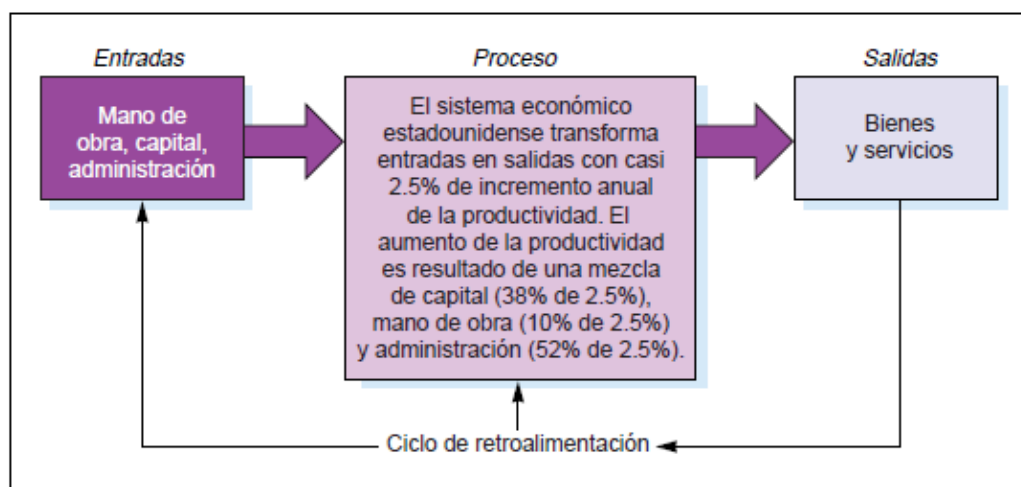 Entradas
Mano de
obra, capital,
administración
Proceso
El sistema económico
estadounidense transforma
entradas en salidas con casi
2.5% de incremento anual
de la productividad. El
aumento de la productividad
es resultado de una mezcla
de capital (38% de 2.5%),
mano de obra (10% de 2.5%)
y administración (52% de 2.5%).
Salidas
Bienes
y servicios
Ciclo de retroalimentación